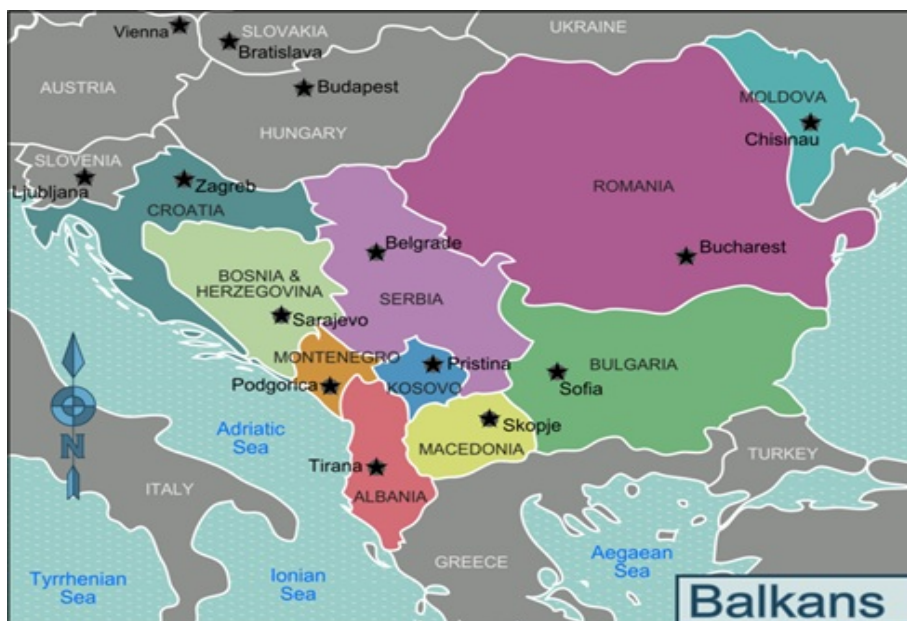 UKRAINE
Vienna
SLOVAKIA
Bratislava
AUSTRIA
Budapest
MOLDOVA
HUNGARY
Chisinau
SLOVENIA
Ljubljana
Zagreb
ROMANIA
CROATIA
Belgrade
Bucharest
BOSNIA &
HERZEGOVINA
SERBIA
Sarajevo
MONTENEGRO
Pristina
BULGARIA
Podgorica
KOSOVO
Sofia
Adriatic
Sea
Skopje
MACEDONIA
TURKEY
N
Tirana
ITALY
ALBANIA
Aegaean
Sea
GREECE
Tyrrhenian
Sea
Ionian
Sea
Balkans